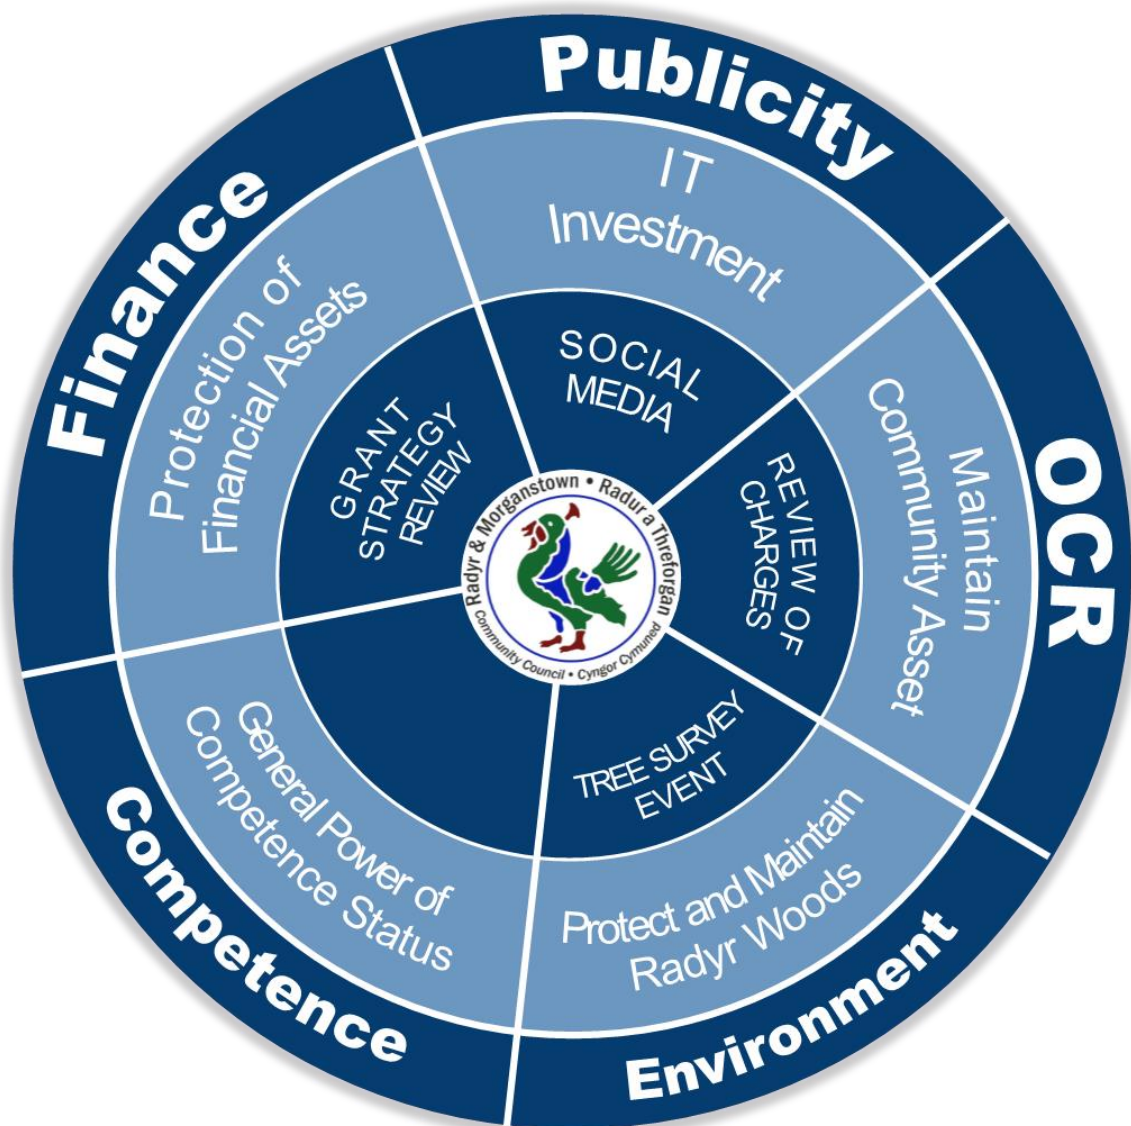 Publicity
IT
Investment
SOCIAL
MEDIA
OCR
Maintain
Community Asset
REVIEW OF
CHARGES
Environment
Protect and Maintain
Radyr Woods
TREE SURVEY
EVENT
Competence
General Power of
Competence Status
Finance
Protection of
Financial Assets
GRANT
STRATEGY
REVIEW
Radyr & Morganstown • Radur a Threforgan
Community Council • Cyngor Cymuned